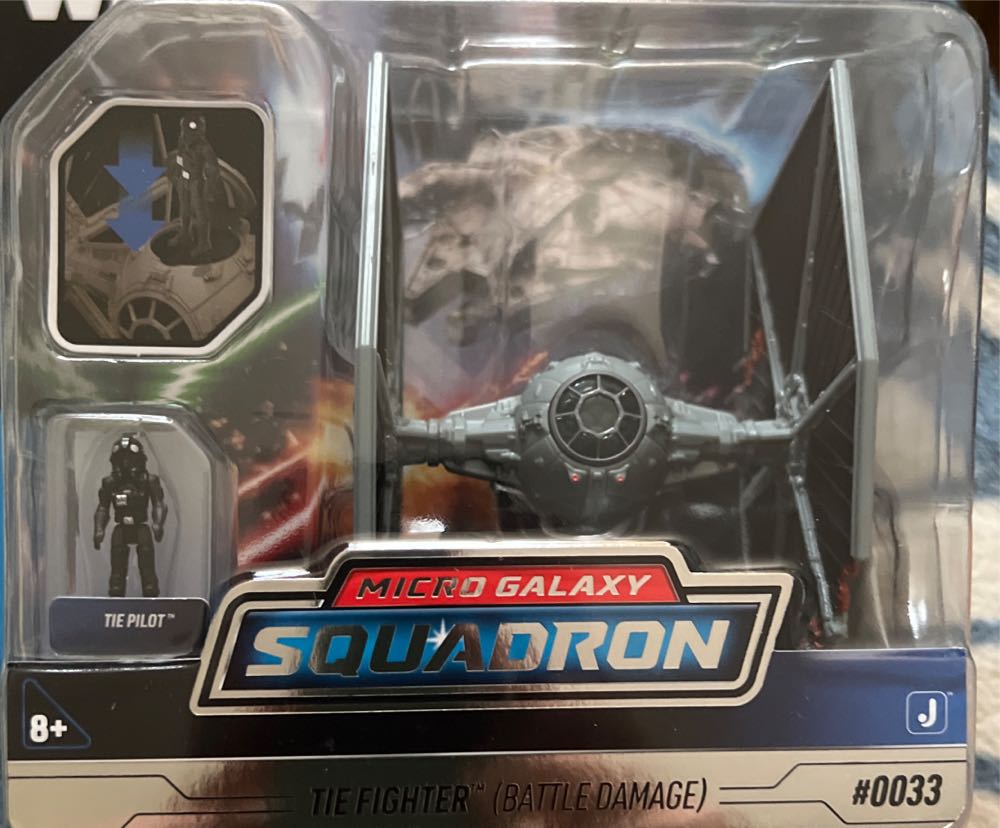 W
TIE PILOT™
MICRO GALAXY
SQUADRON
8+
J
TIE FIGHTER™ (BATTLE DAMAGE)
#0033